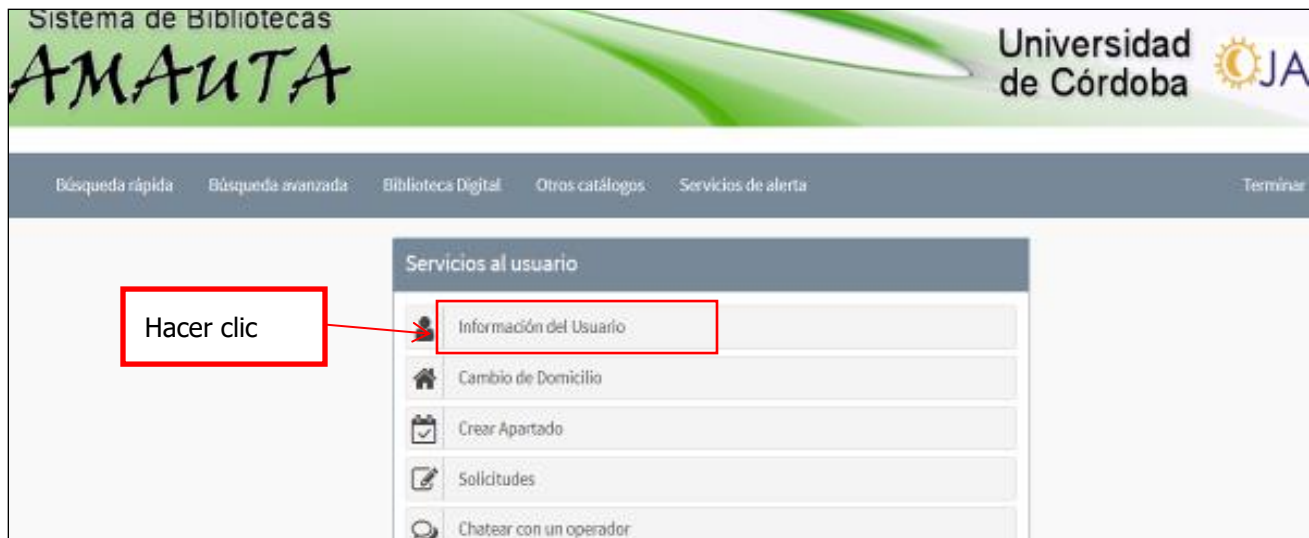 Sistema de Bibliotecas
AMAUTA
Universidad
de Córdoba
JA
Búsqueda rápida Búsqueda avanzada Biblioteca Digital Otros catálogos Servicios de alerta Terminar
Servicios al usuario
Hacer clic
Información del Usuario
Cambio de Domicilio
Crear Apartado
Solicitudes
Chatear con un operador